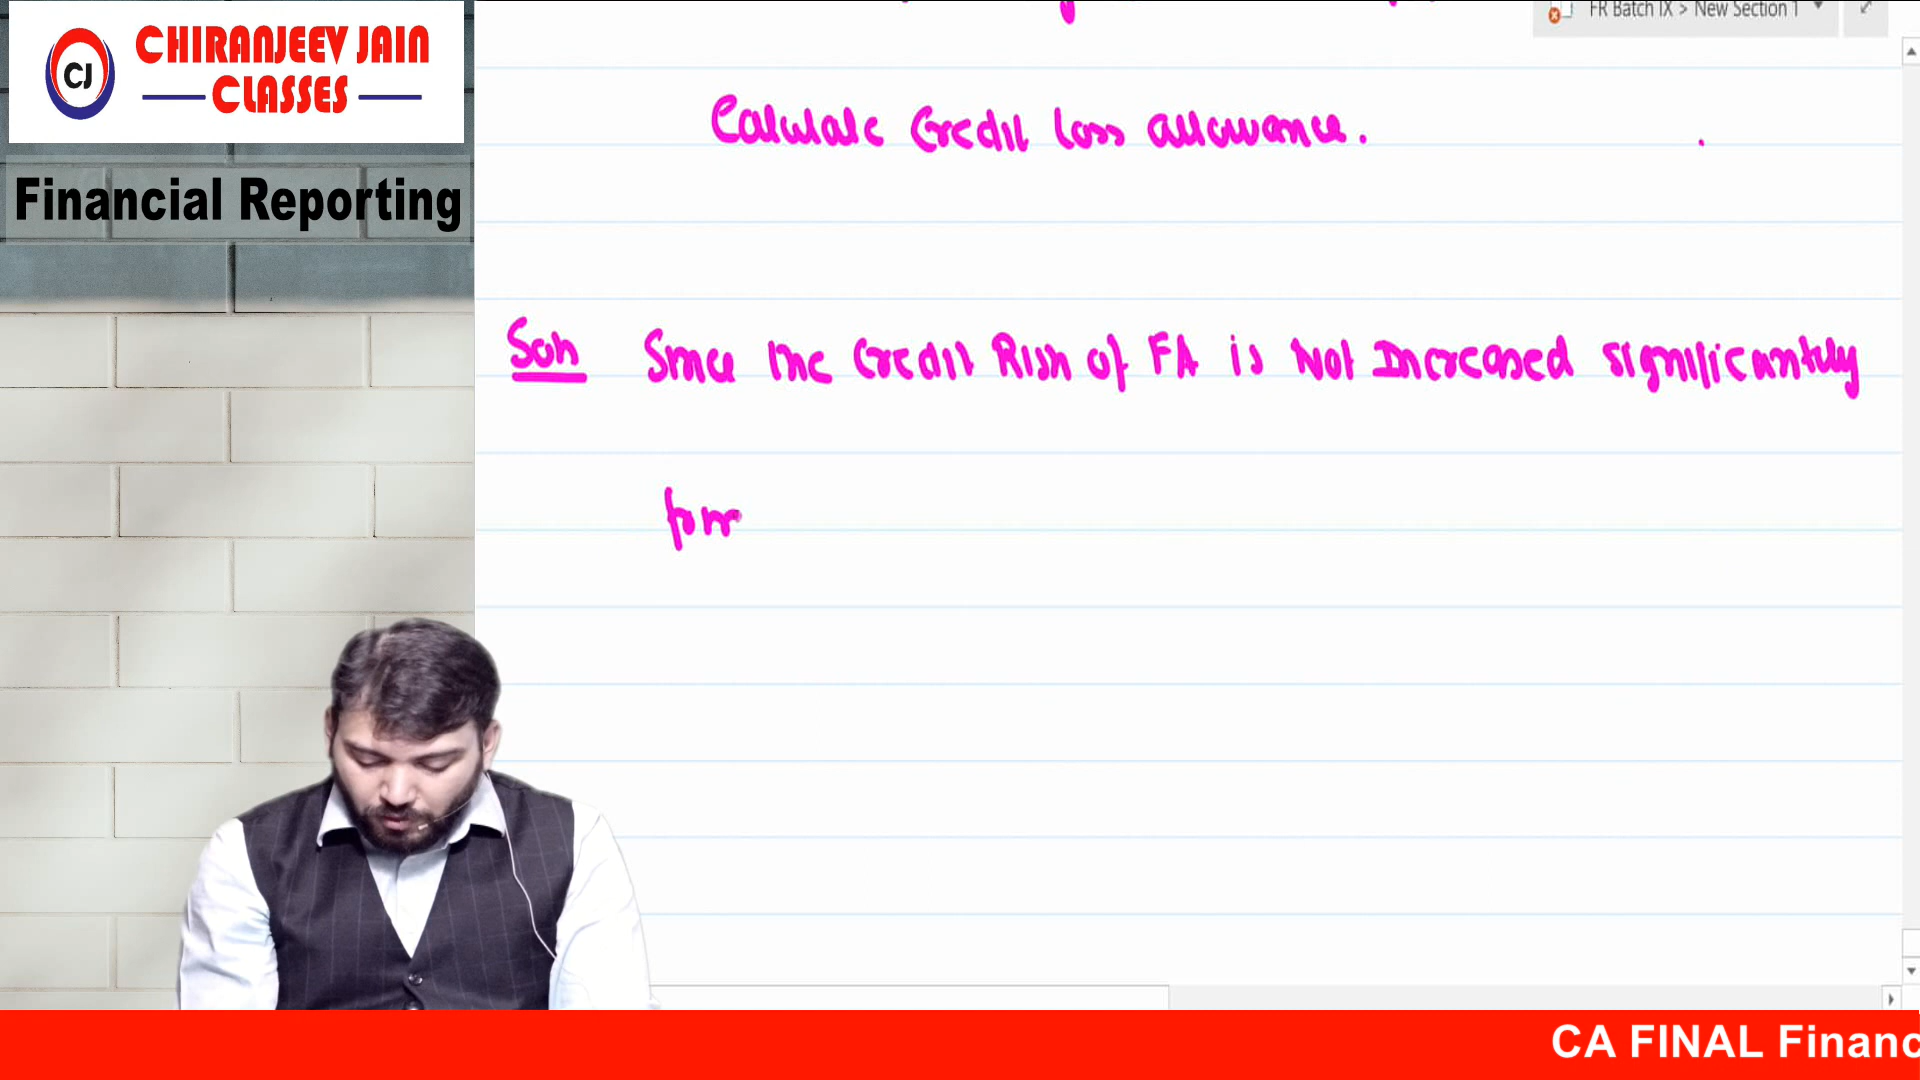 CHIRANJEEV JAIN
CJ
CLASSES
Financial Reporting
FR Batch IX > New Section 1
Calculate Credit loss allowance.
Soln Since the Credit Risk of FA is Not Increased significantly
CA FINAL Financ